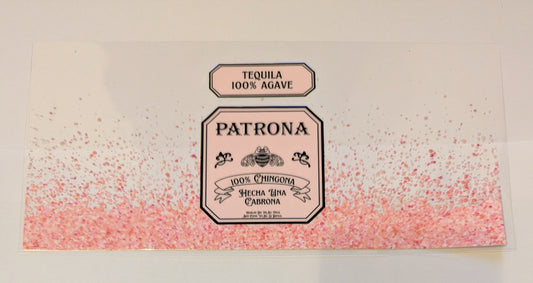 TEQUILA
100% AGAVE
PATRONA
100% CHINGONA
HECHA UNA
CABRONA